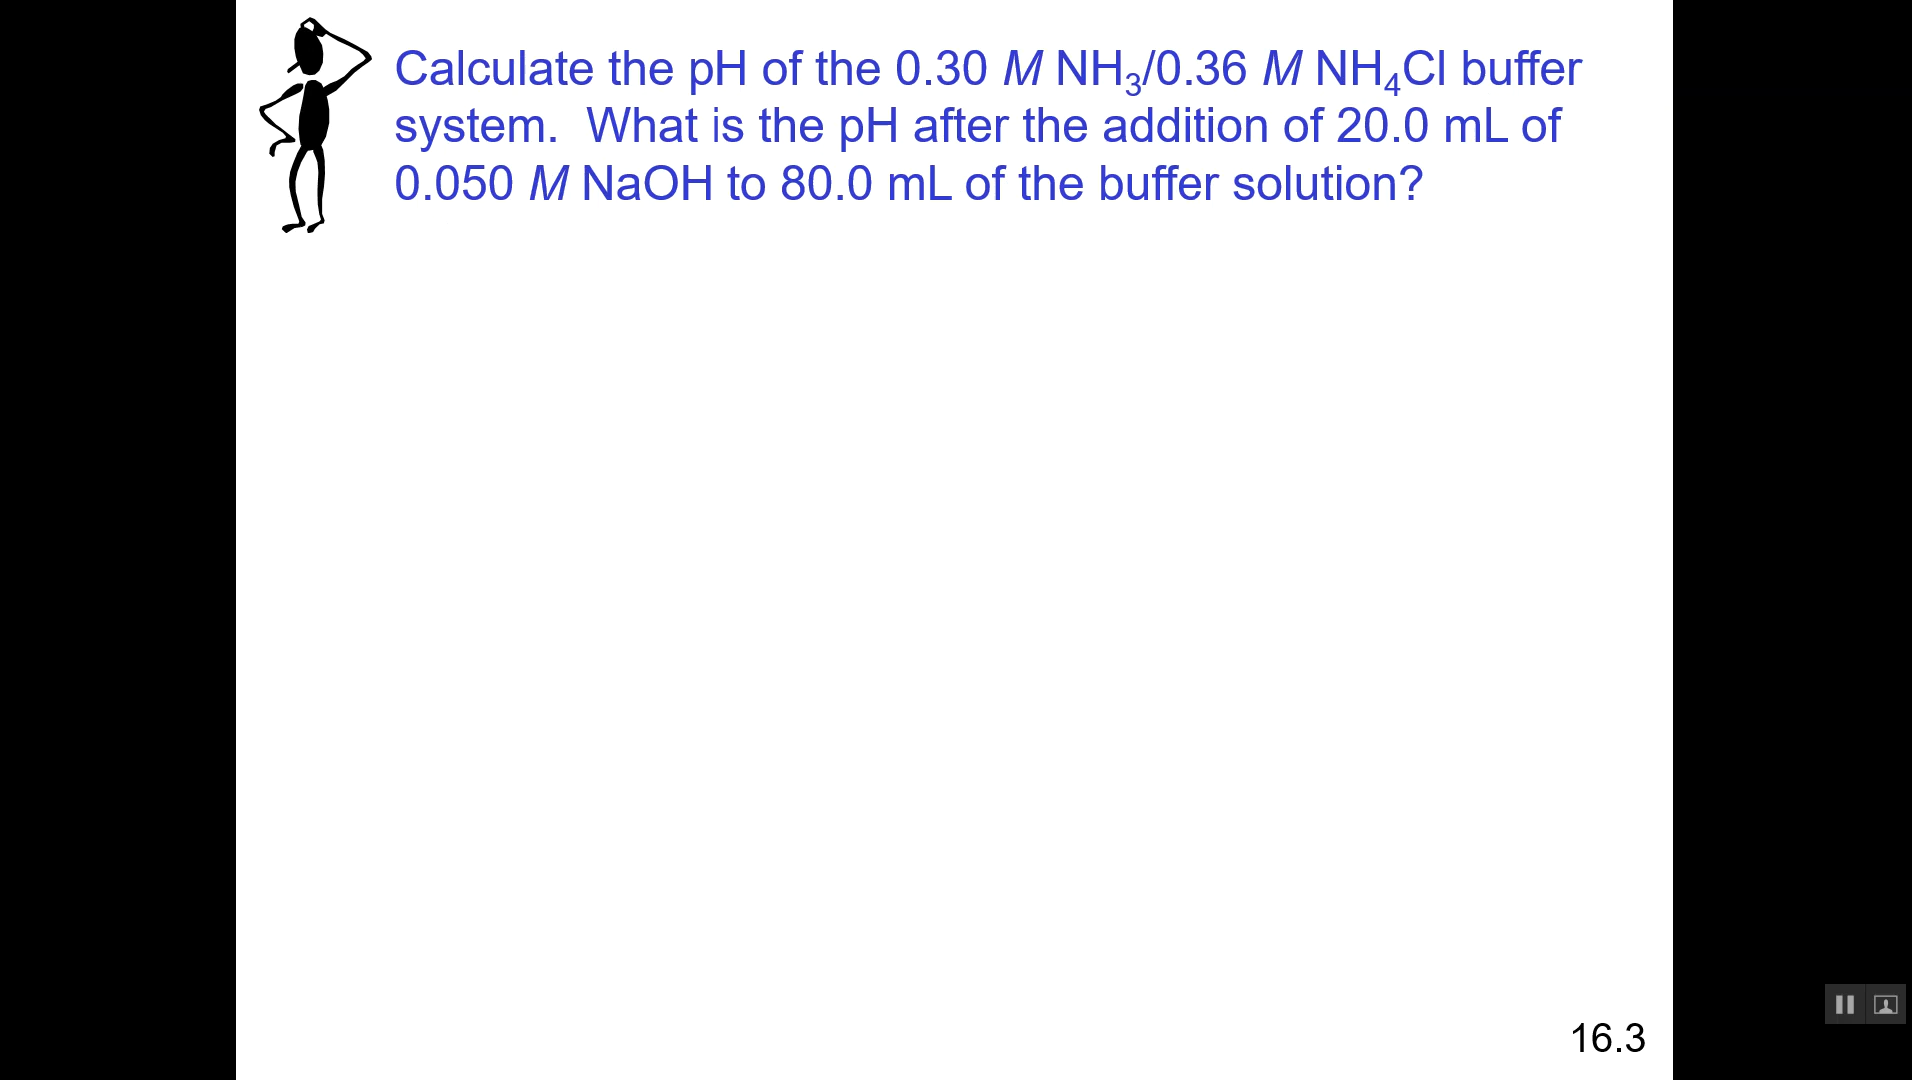 Calculate the pH of the 0.30 M NH₃/0.36 M NH₄Cl buffer
system.  What is the pH after the addition of 20.0 mL of
0.050 M NaOH to 80.0 mL of the buffer solution?
16.3